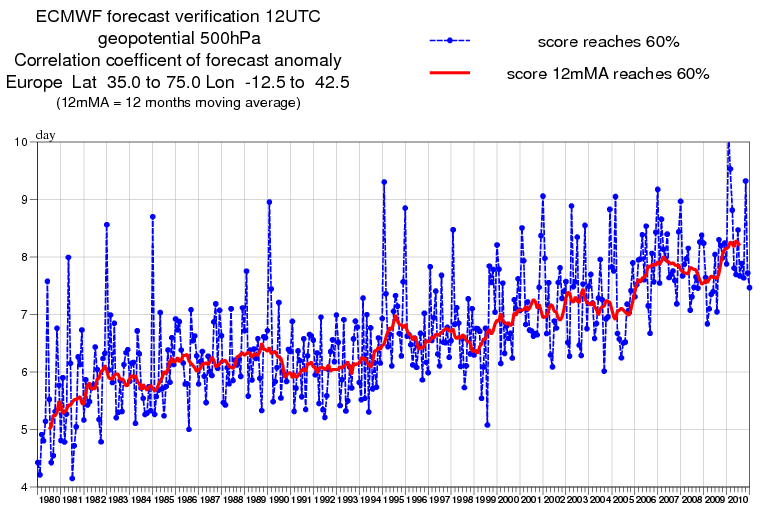 ECMWF forecast verification 12UTC
geopotential 500hPa
Correlation coefficent of forecast anomaly
Europe Lat 35.0 to 75.0 Lon -12.5 to 42.5
(12mMA = 12 months moving average)
score reaches 60%
score 12mMA reaches 60%
day
10
9
8
7
6
5
4
1980 1981 1982 1983 1984 1985 1986 1987 1988 1989 1990 1991 1992 1993 1994 1995 1996 1997 1998 1999 2000 2001 2002 2003 2004 2005 2006 2007 2008 2009 2010